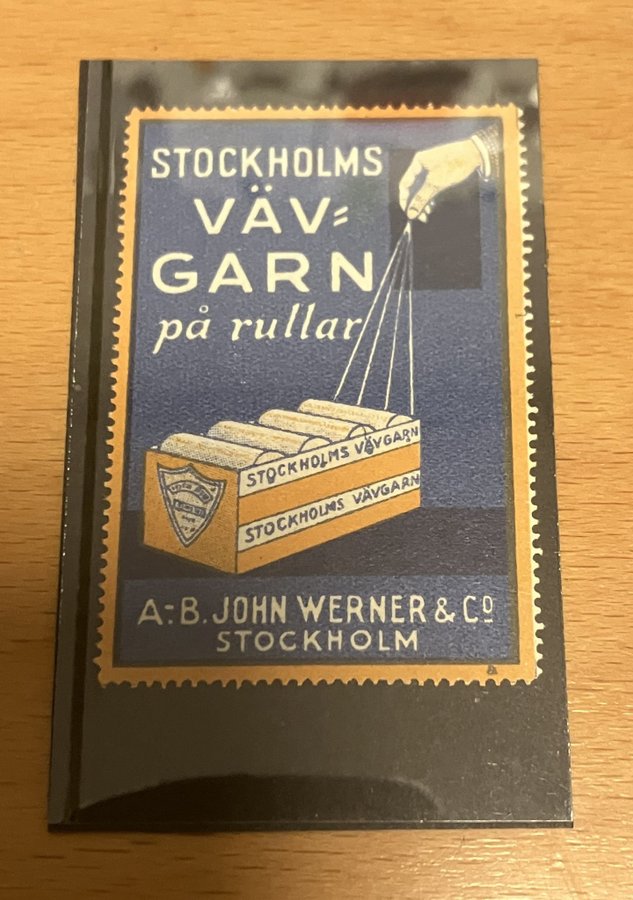 STOCKHOLMS
VÄV=
GARN
på rullar
STOCKHOLMS VÄVGARN
STOCKHOLMS VÄVGARN
A.-B. JOHN WERNER & Cº
STOCKHOLM